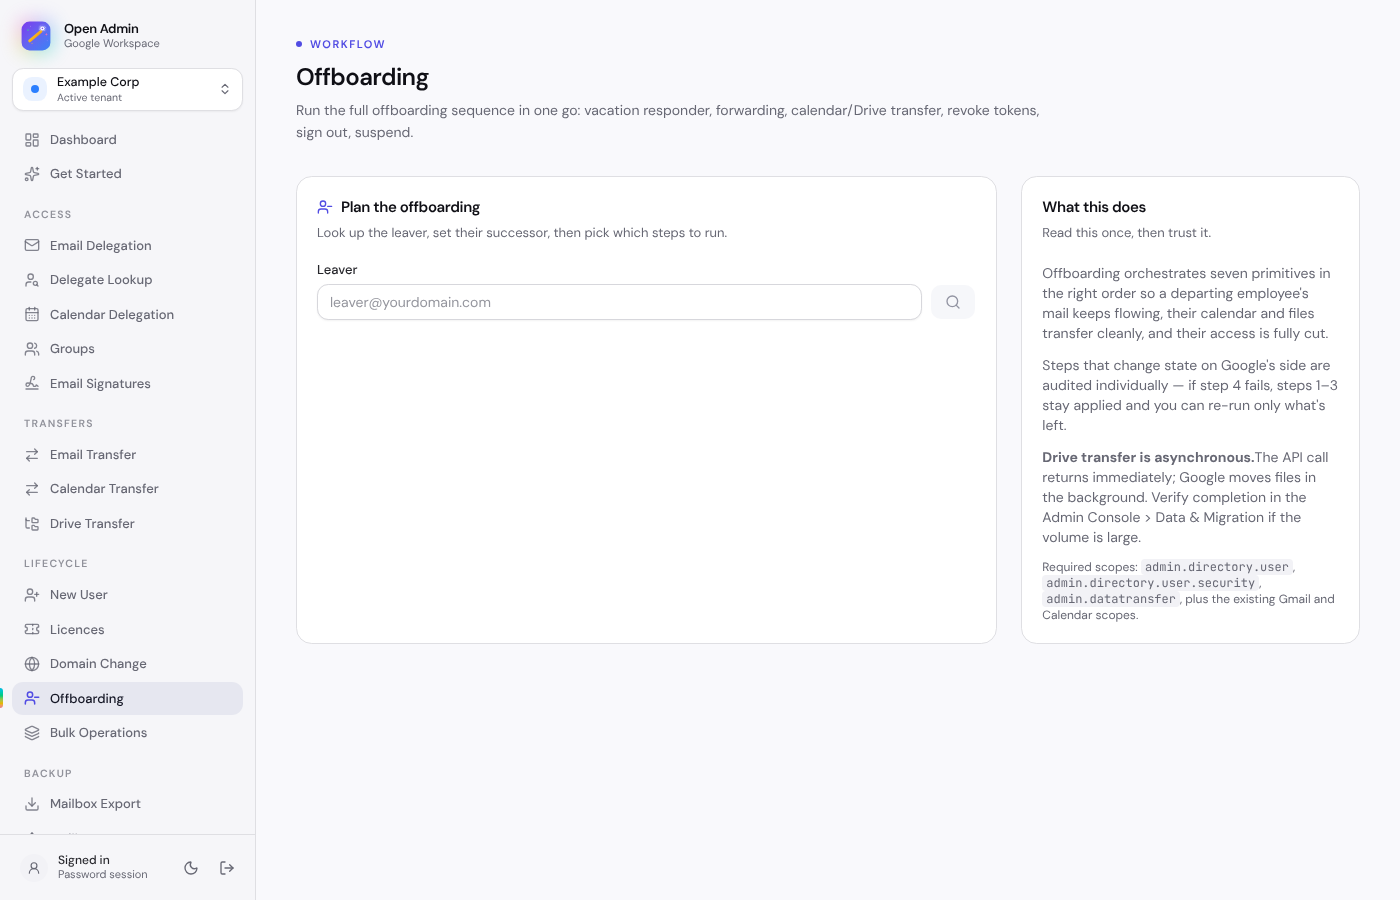 Open Admin
Google Workspace
Example Corp
Active tenant
Dashboard
Get Started
ACCESS
Email Delegation
Delegate Lookup
Calendar Delegation
Groups
Email Signatures
TRANSFERS
Email Transfer
Calendar Transfer
Drive Transfer
LIFECYCLE
New User
Licences
Domain Change
Offboarding
Bulk Operations
BACKUP
Mailbox Export
Signed in
Password session
WORKFLOW
Offboarding
Run the full offboarding sequence in one go: vacation responder, forwarding, calendar/Drive transfer, revoke tokens,
sign out, suspend.
Plan the offboarding
Look up the leaver, set their successor, then pick which steps to run.
Leaver
leaver@yourdomain.com
What this does
Read this once, then trust it.
Offboarding orchestrates seven primitives in
the right order so a departing employee's
mail keeps flowing, their calendar and files
transfer cleanly, and their access is fully cut.
Steps that change state on Google's side are
audited individually — if step 4 fails, steps 1–3
stay applied and you can re-run only what's
left.
Drive transfer is asynchronous.The API call
returns immediately; Google moves files in
the background. Verify completion in the
Admin Console > Data & Migration if the
volume is large.
Required scopes: admin.directory.user,
admin.directory.user.security,
admin.datatransfer, plus the existing Gmail and
Calendar scopes.